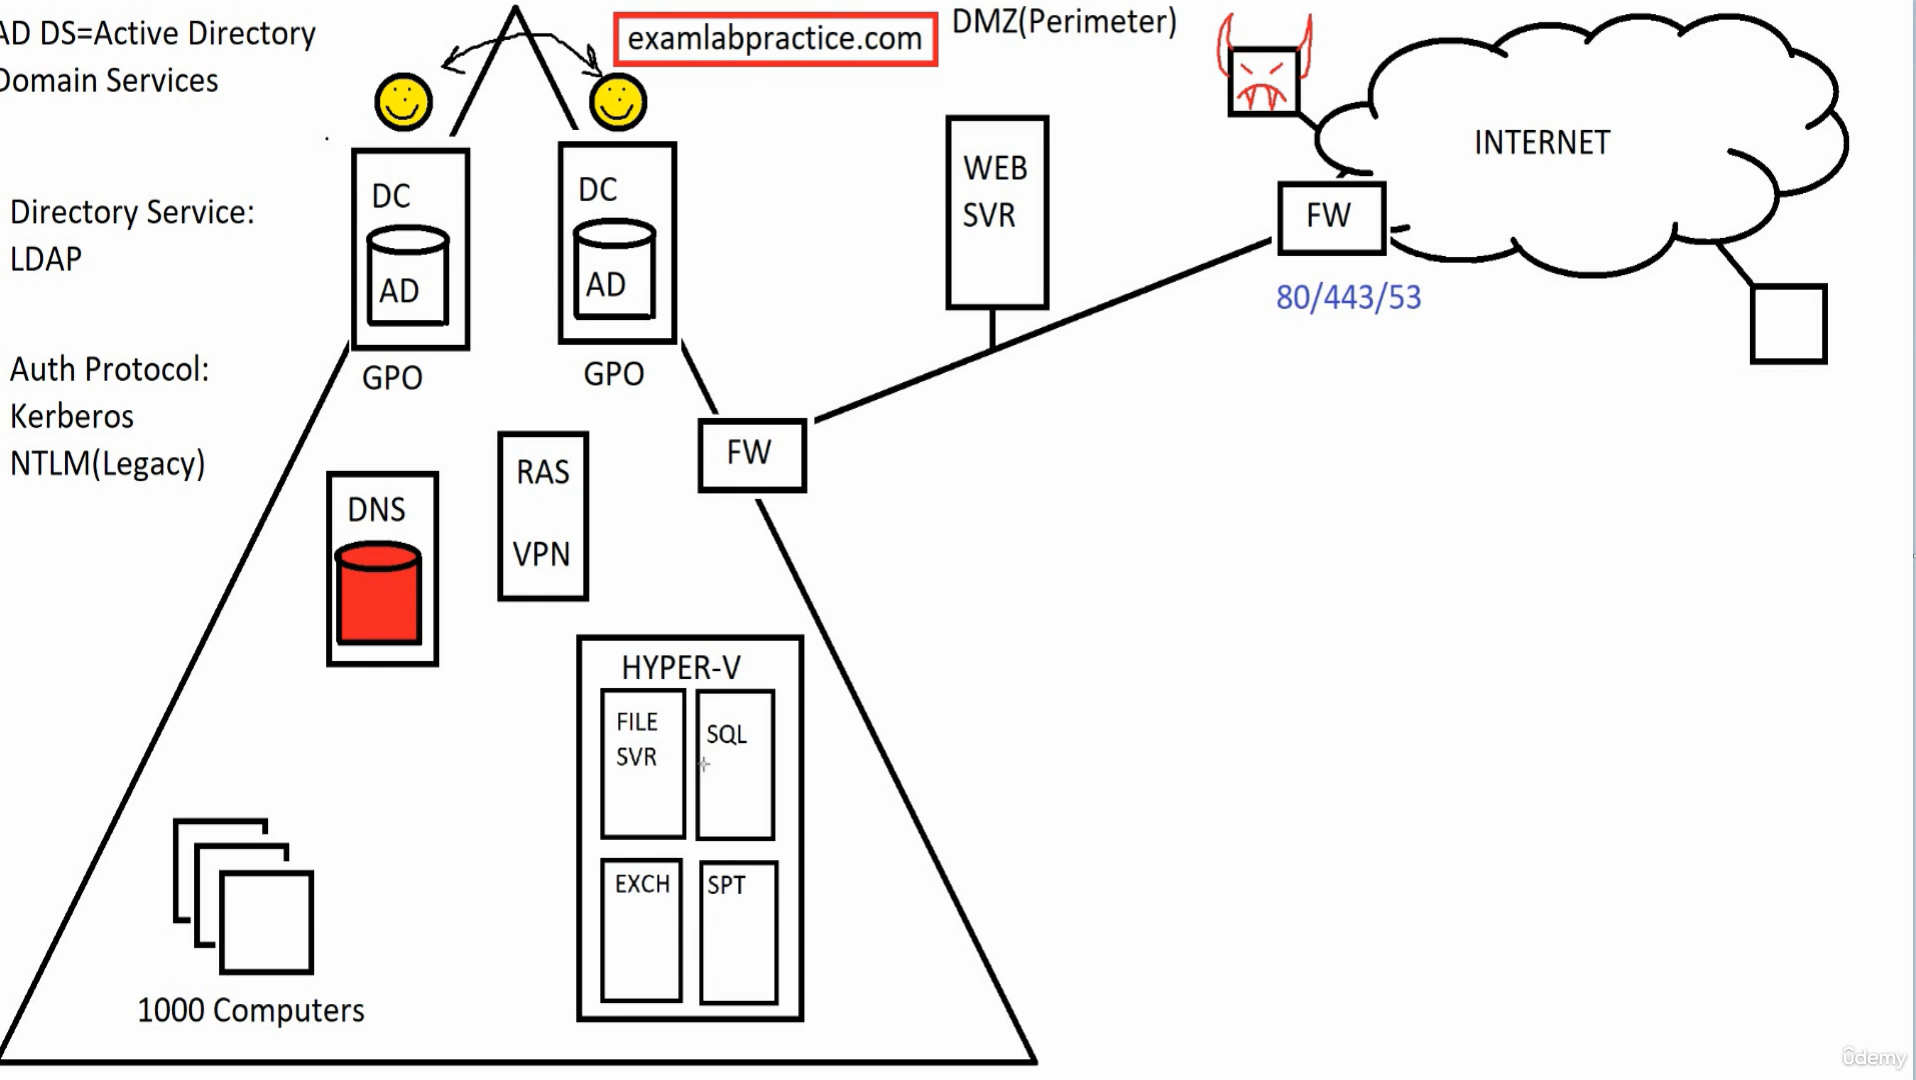 AD DS=Active Directory
Domain Services
examlabpractice.com
DMZ(Perimeter)
INTERNET
Directory Service:
LDAP
DC
AD
GPO
DC
AD
GPO
WEB
SVR
FW
80/443/53
Auth Protocol:
Kerberos
NTLM(Legacy)
FW
RAS
VPN
DNS
HYPER-V
FILE
SVR
SQL
EXCH
SPT
1000 Computers
ûdemy